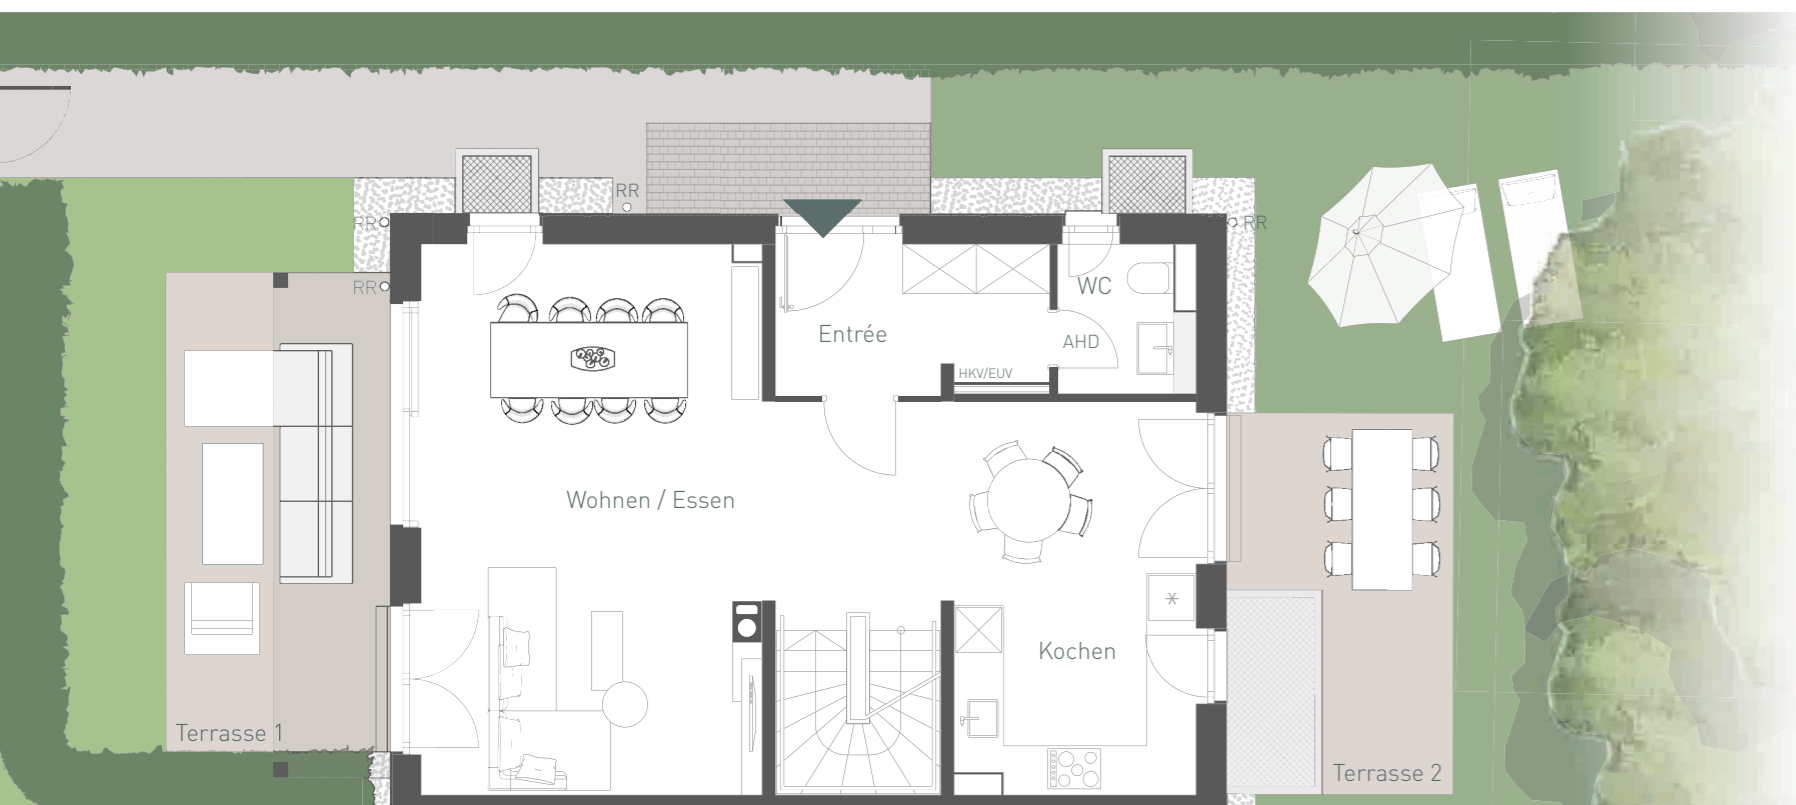 RR
RR
RR
RR
WC
Entrée
AHD
HKV/EUV
Wohnen / Essen
Kochen
Terrasse 1
Terrasse 2